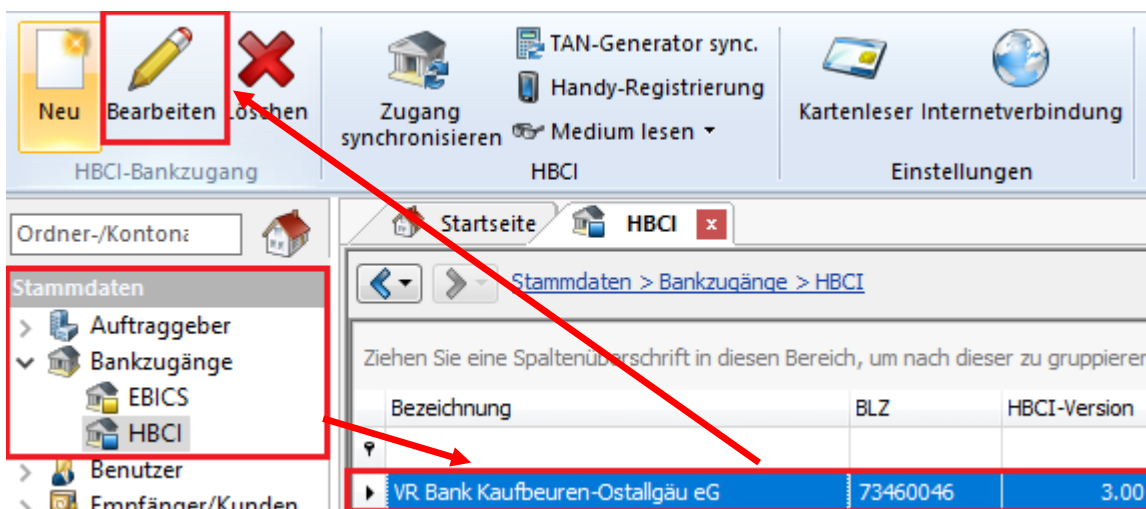 TAN-Generator sync.
Handy-Registrierung
Neu Bearbeiten Löschen
Zugang synchronisieren
Medium lesen
Kartenleser Internetverbindung
HBCI-Bankzugang
HBCI
Einstellungen
Ordner-/Kontona
Startseite HBCI x
Stammdaten
Stammdaten > Bankzugänge > HBCI
Auftraggeber
Bankzugänge
EBICS
HBCI
Benutzer
Empfänger/Kunden
Ziehen Sie eine Spaltenüberschrift in diesen Bereich, um nach dieser zu gruppieren
Bezeichnung BLZ HBCI-Version
VR Bank Kaufbeuren-Ostallgäu eG 73460046 3.00